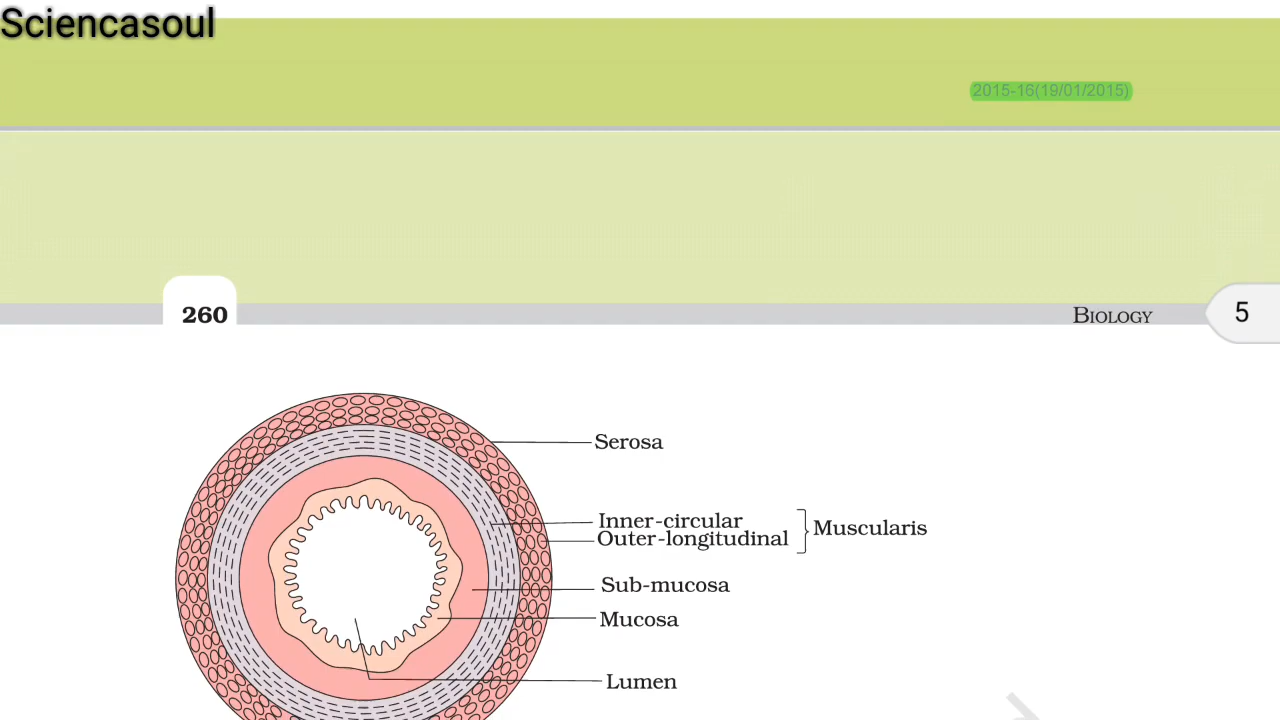 Sciencasoul
2015-16(19/01/2015)
260
BIOLOGY
5
Serosa
Inner-circular
Outer-longitudinal
Muscularis
Sub-mucosa
Mucosa
Lumen